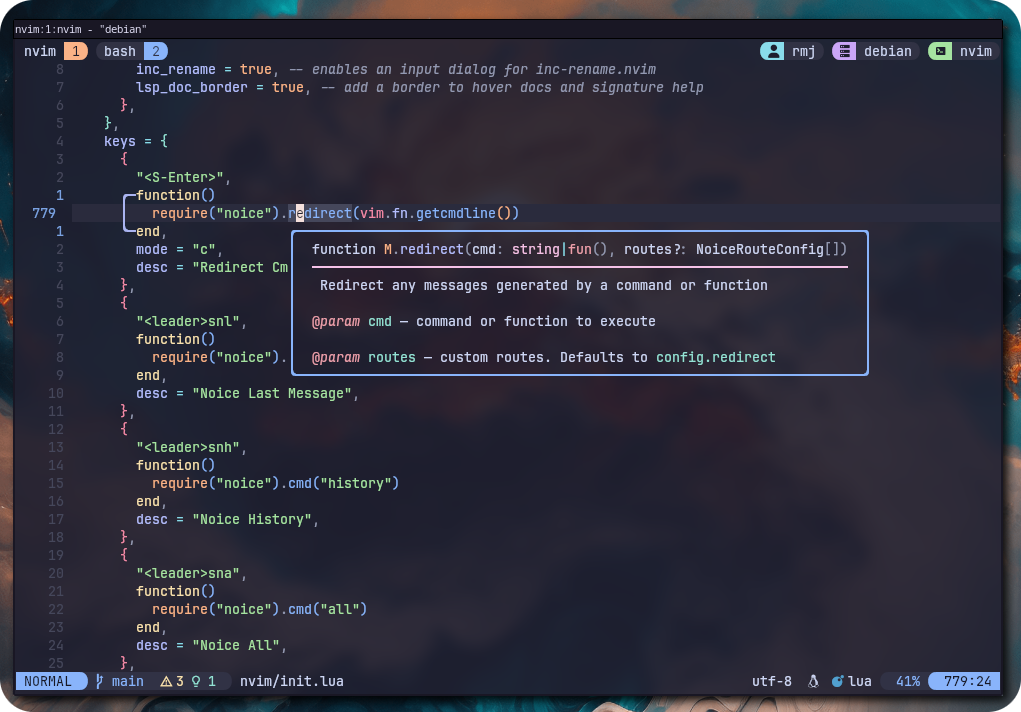 nvim:1:nvim - "debian"
nvim 1 bash 2 rmj debian nvim
8 inc_rename = true, -- enables an input dialog for inc-rename.nvim
7 lsp_doc_border = true, -- add a border to hover docs and signature help
6 },
5 },
4 keys = {
3 {
2 "<S-Enter>",
1 function()
779 require("noice").redirect(vim.fn.getcmdline())
1 end,
2 mode = "c",
3 desc = "Redirect Cm
4 },
5 {
6 "<leader>snl",
7 function()
8 require("noice").
9 end,
10 desc = "Noice Last Message",
11 },
12 {
13 "<leader>snh",
14 function()
15 require("noice").cmd("history")
16 end,
17 desc = "Noice History",
18 },
19 {
20 "<leader>sna",
21 function()
22 require("noice").cmd("all")
23 end,
24 desc = "Noice All",
25 },
function M.redirect(cmd: string|fun(), routes?: NoiceRouteConfig[])
Redirect any messages generated by a command or function
@param cmd — command or function to execute
@param routes — custom routes. Defaults to config.redirect
NORMAL main 3 1 nvim/init.lua utf-8 lua 41% 779:24